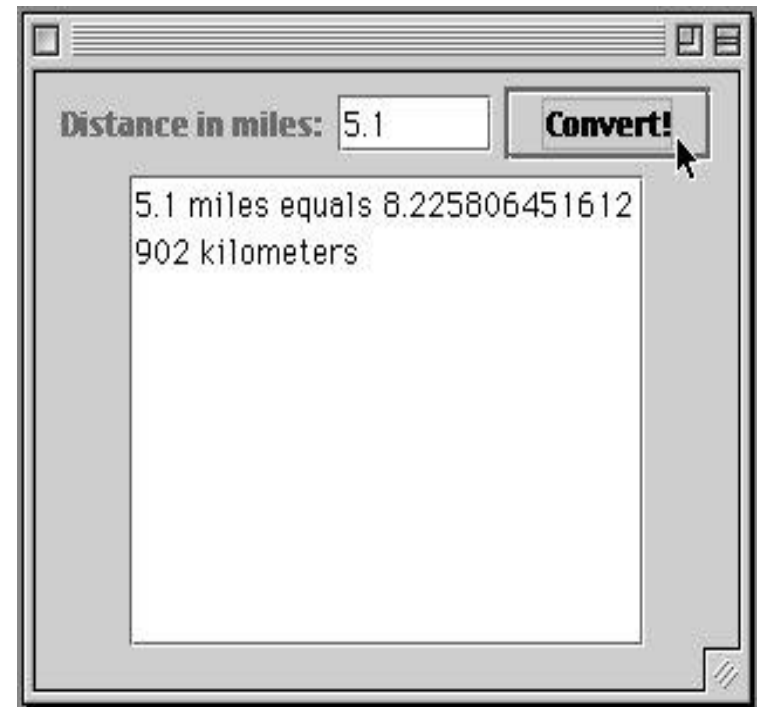 Distance in miles: 5.1 Convert!
5.1 miles equals 8.225806451612
902 kilometers